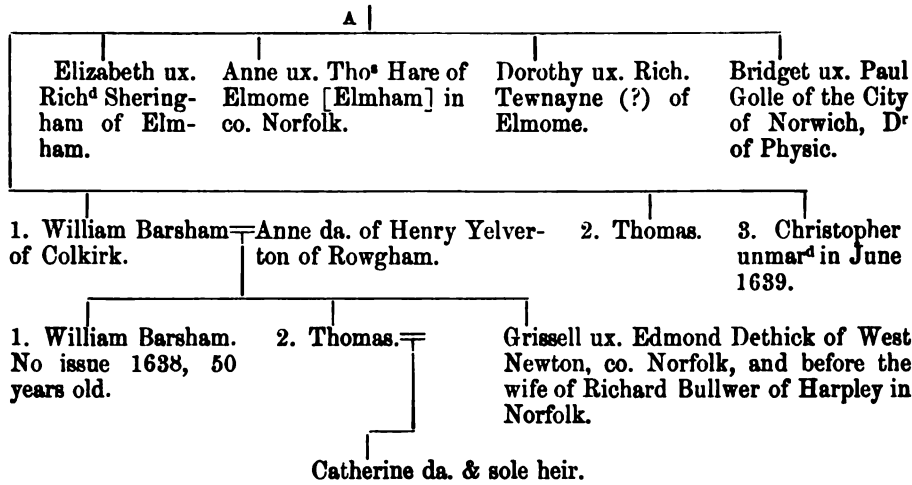 A
Elizabeth ux.
Richᵈ Shering-
ham of Elm-
ham.
Anne ux. Thoˢ Hare of
Elmome [Elmham] in
co. Norfolk.
Dorothy ux. Rich.
Tewnayne (?) of
Elmome.
Bridget ux. Paul
Golle of the City
of Norwich, Dʳ
of Physic.
1. William Barsham
of Colkirk.
Anne da. of Henry Yelver-
ton of Rowgham.
2. Thomas.
3. Christopher
unmarᵈ in June
1639.
1. William Barsham.
No issue 1638, 50
years old.
2. Thomas.
Grissell ux. Edmond Dethick of West
Newton, co. Norfolk, and before the
wife of Richard Bullwer of Harpley in
Norfolk.
Catherine da. & sole heir.